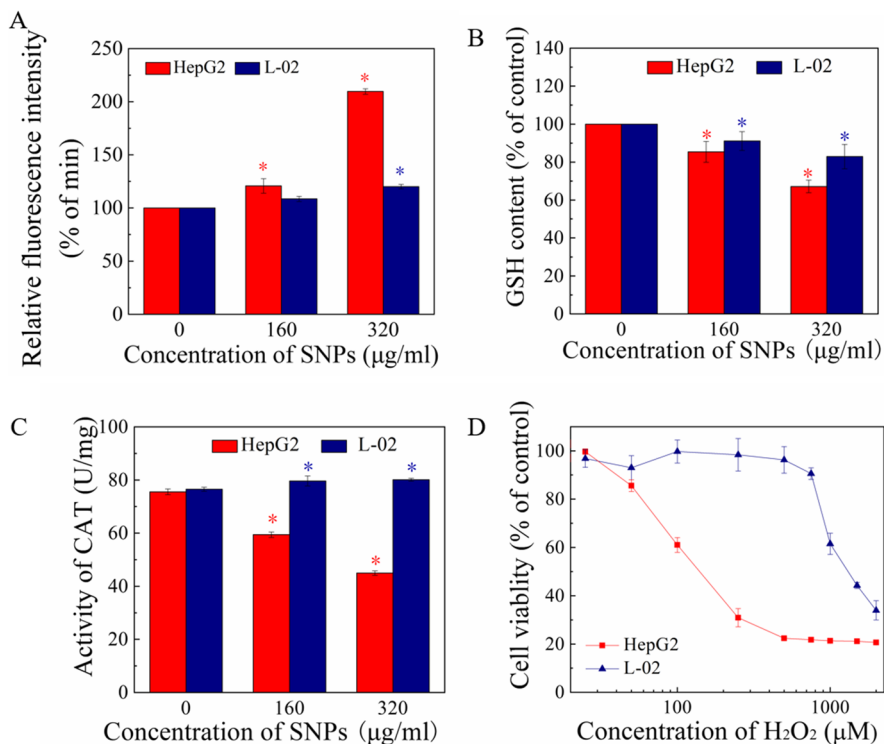 A
Relative fluorescence intensity
(% of min)
250
200
150
100
50
0
HepG2 L-02
*
*
*
0 160 320
Concentration of SNPs (μg/ml)
B
GSH content (% of control)
140
120
100
80
60
40
20
0
HepG2 L-02
* *
* *
0 160 320
Concentration of SNPs (μg/ml)
C
Activity of CAT (U/mg)
100
80
60
40
20
0
HepG2 L-02
* *
* *
0 160 320
Concentration of SNPs (μg/ml)
D
Cell viablity (% of control)
120
100
80
60
40
20
0
HepG2
L-02
100 1000
Concentration of H₂O₂ (μM)